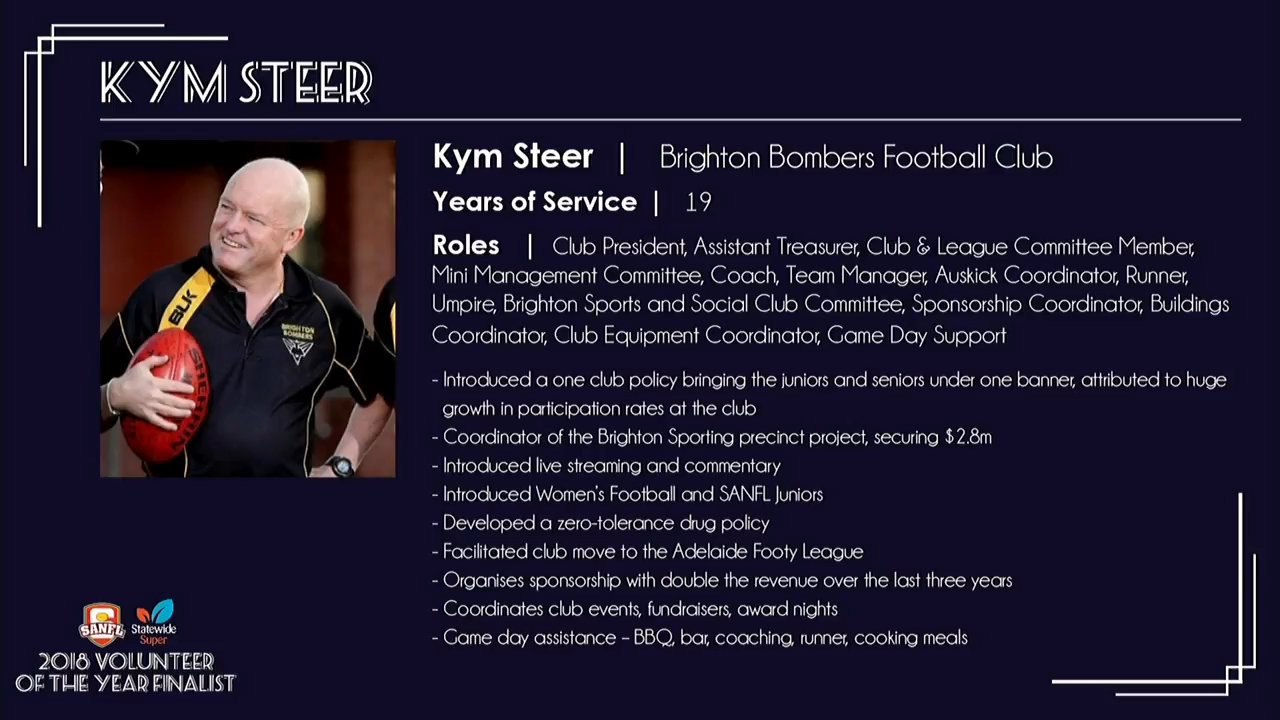 KYM STEER
Kym Steer | Brighton Bombers Football Club
Years of Service | 19
Roles | Club President, Assistant Treasurer, Club & League Committee Member,
Mini Management Committee, Coach, Team Manager, Auskick Coordinator, Runner,
Umpire, Brighton Sports and Social Club Committee, Sponsorship Coordinator, Buildings
Coordinator, Club Equipment Coordinator, Game Day Support
- Introduced a one club policy bringing the juniors and seniors under one banner, attributed to huge
growth in participation rates at the club
- Coordinator of the Brighton Sporting precinct project, securing $2.8m
- Introduced live streaming and commentary
- Introduced Women's Football and SANFL Juniors
- Developed a zero-tolerance drug policy
- Facilitated club move to the Adelaide Footy League
- Organises sponsorship with double the revenue over the last three years
- Coordinates club events, fundraisers, award nights
- Game day assistance – BBQ, bar, coaching, runner, cooking meals
BLK
BRIGHTON
BOMBERS
SHERRIN
SANFL
Statewide
Super
2018 VOLUNTEER
OF THE YEAR FINALIST